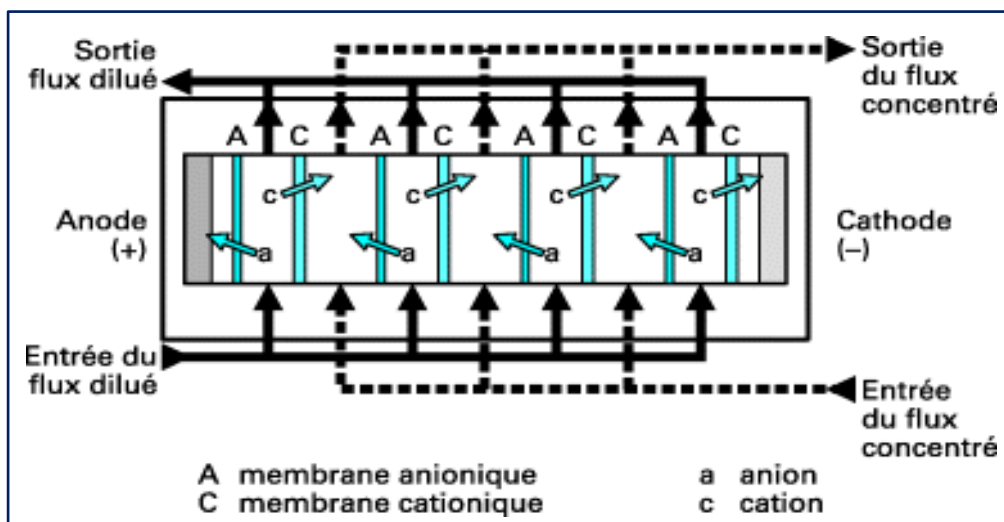 Sortie
flux dilué
Sortie
du flux
concentré
A C A C A C A C
c c c c
Anode
(+)
Cathode
(–)
a a a a
Entrée du
flux dilué
Entrée
du flux
concentré
A membrane anionique a anion
C membrane cationique c cation